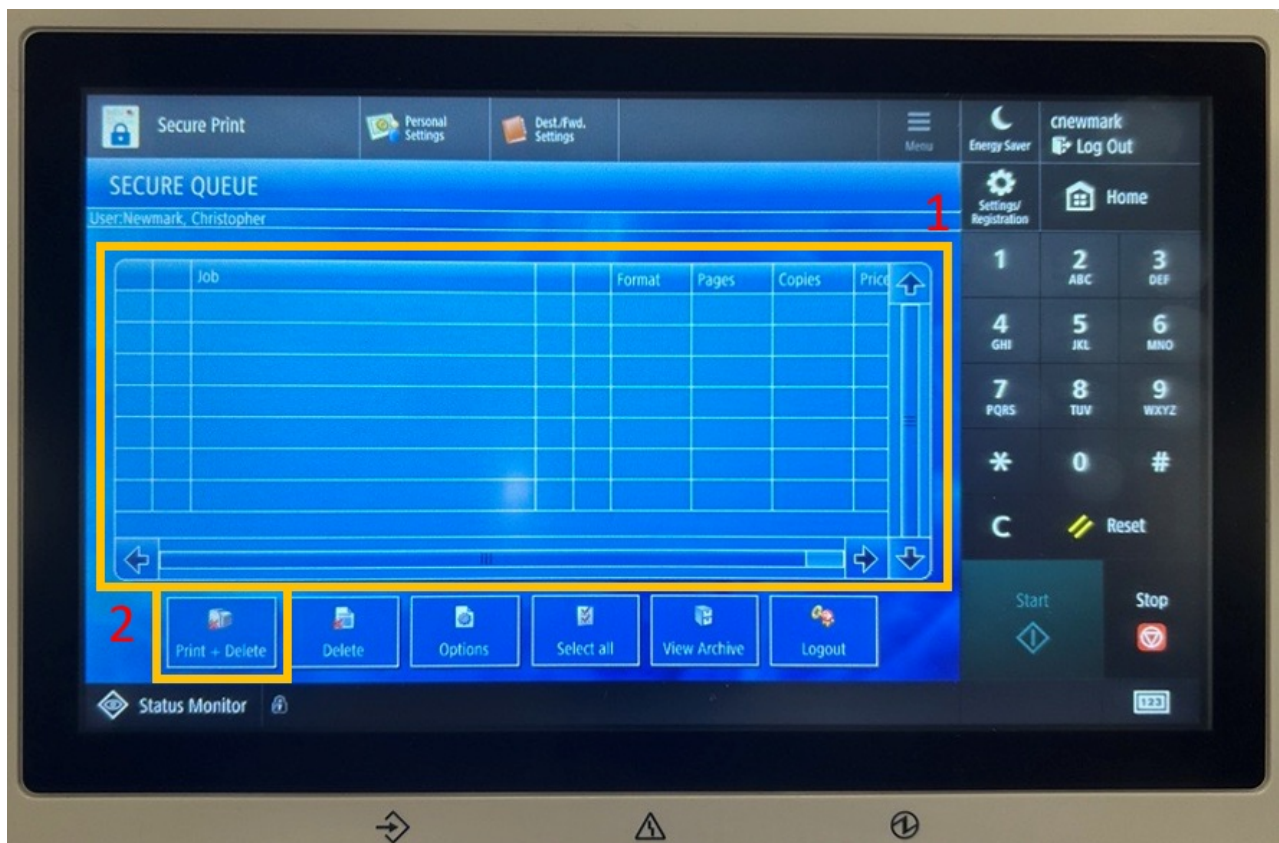 Secure Print
Personal
Settings
Dest./Fwd.
Settings
Menu
Energy Saver
cnewmark
Log Out
SECURE QUEUE
User:Newmark, Christopher
1
Settings/
Registration
Home
Job
Format
Pages
Copies
Price
1
2
ABC
3
DEF
4
GHI
5
JKL
6
MNO
7
PQRS
8
TUV
9
WXYZ
*
0
#
C
Reset
2
Print + Delete
Delete
Options
Select all
View Archive
Logout
Start
Stop
Status Monitor
123